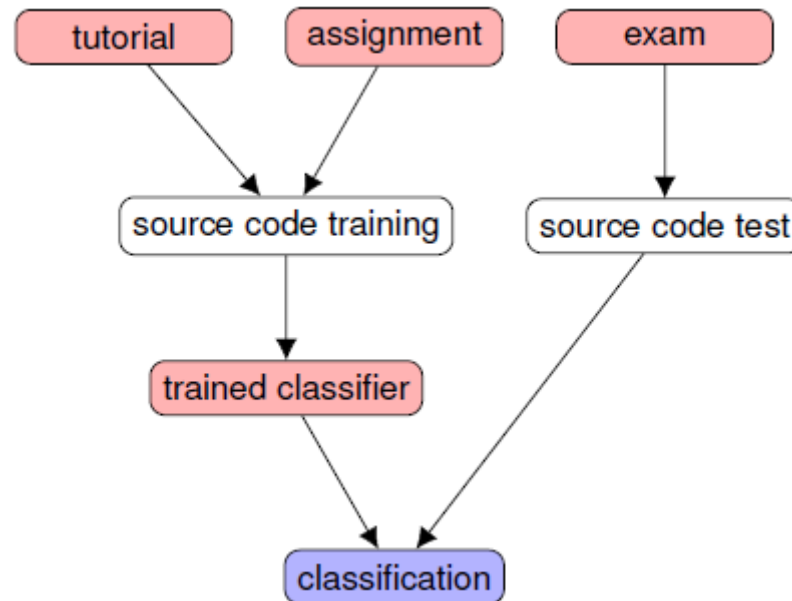 tutorial
assignment
exam
source code training
source code test
trained classifier
classification